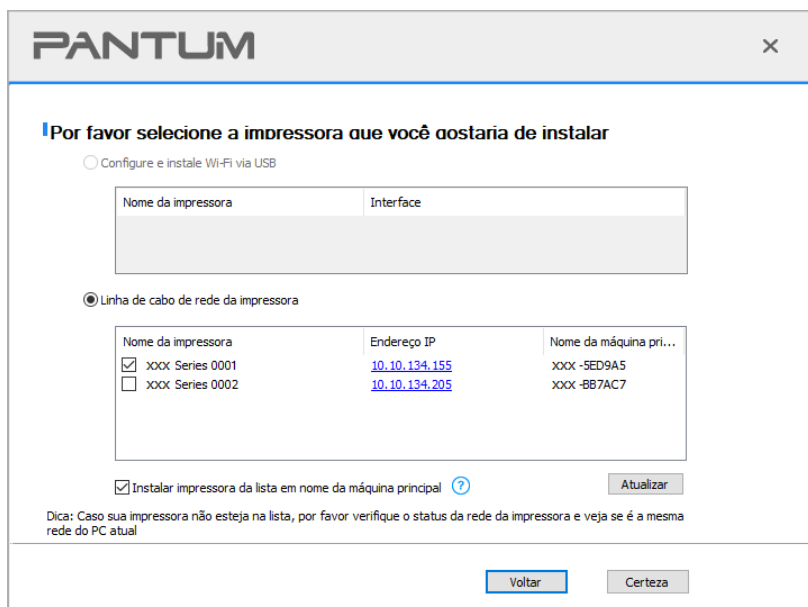 PANTUM
Por favor selecione a impressora que você gostaria de instalar
Configure e instale Wi-Fi via USB
Nome da impressora Interface
Linha de cabo de rede da impressora
Nome da impressora Endereço IP Nome da máquina pri...
XXX Series 0001 10.10.134.155 XXX -5ED9A5
XXX Series 0002 10.10.134.205 XXX -BB7AC7
Instalar impressora da lista em nome da máquina principal ? Atualizar
Dica: Caso sua impressora não esteja na lista, por favor verifique o status da rede da impressora e veja se é a mesma
rede do PC atual
Voltar Certeza